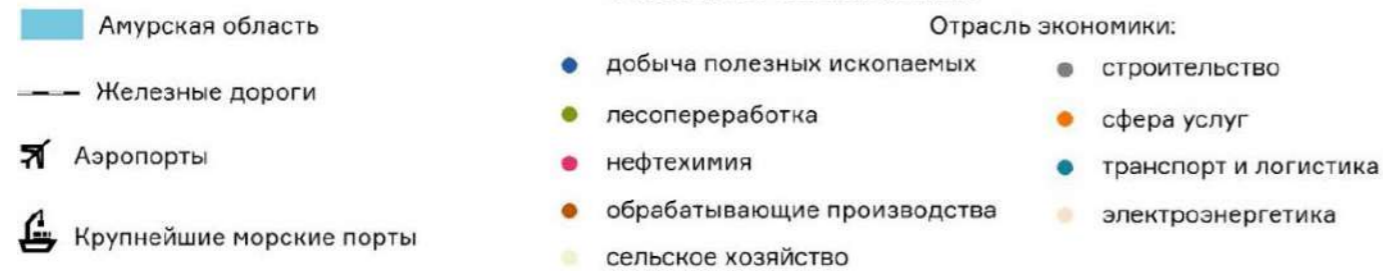 Амурская область
Железные дороги
Аэропорты
Крупнейшие морские порты
Отрасль экономики:
добыча полезных ископаемых
лесопереработка
нефтехимия
обрабатывающие производства
сельское хозяйство
строительство
сфера услуг
транспорт и логистика
электроэнергетика